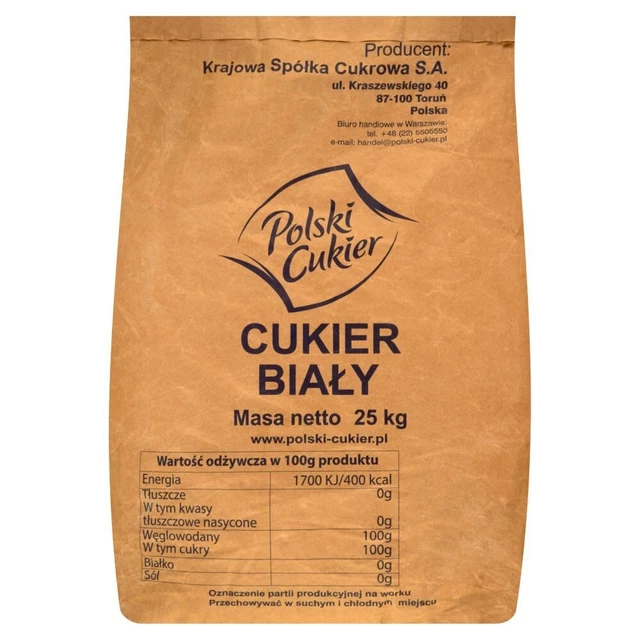 Producent:
Krajowa Spółka Cukrowa S.A.
ul. Kraszewskiego 40
87-100 Toruń
Polska
Biuro handlowe w Warszawie:
tel. +48 (22) 5505550
e-mail: handel@polski-cukier.pl
Polski
Cukier
CUKIER
BIAŁY
Masa netto 25 kg
www.polski-cukier.pl
Wartość odżywcza w 100g produktu
Energia 1700 KJ/400 kcal
Tłuszcze 0g
W tym kwasy
tłuszczowe nasycone 0g
Węglowodany 100g
W tym cukry 100g
Białko 0g
Sól 0g
Oznaczenie partii produkcyjnej na worku
Przechowywać w suchym i chłodnym miejscu